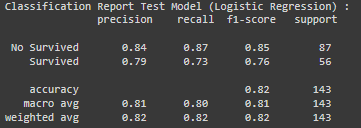 Classification Report Test Model (Logistic Regression) :
precision recall f1-score support
No Survived 0.84 0.87 0.85 87
Survived 0.79 0.73 0.76 56
accuracy 0.82 143
macro avg 0.81 0.80 0.81 143
weighted avg 0.82 0.82 0.82 143